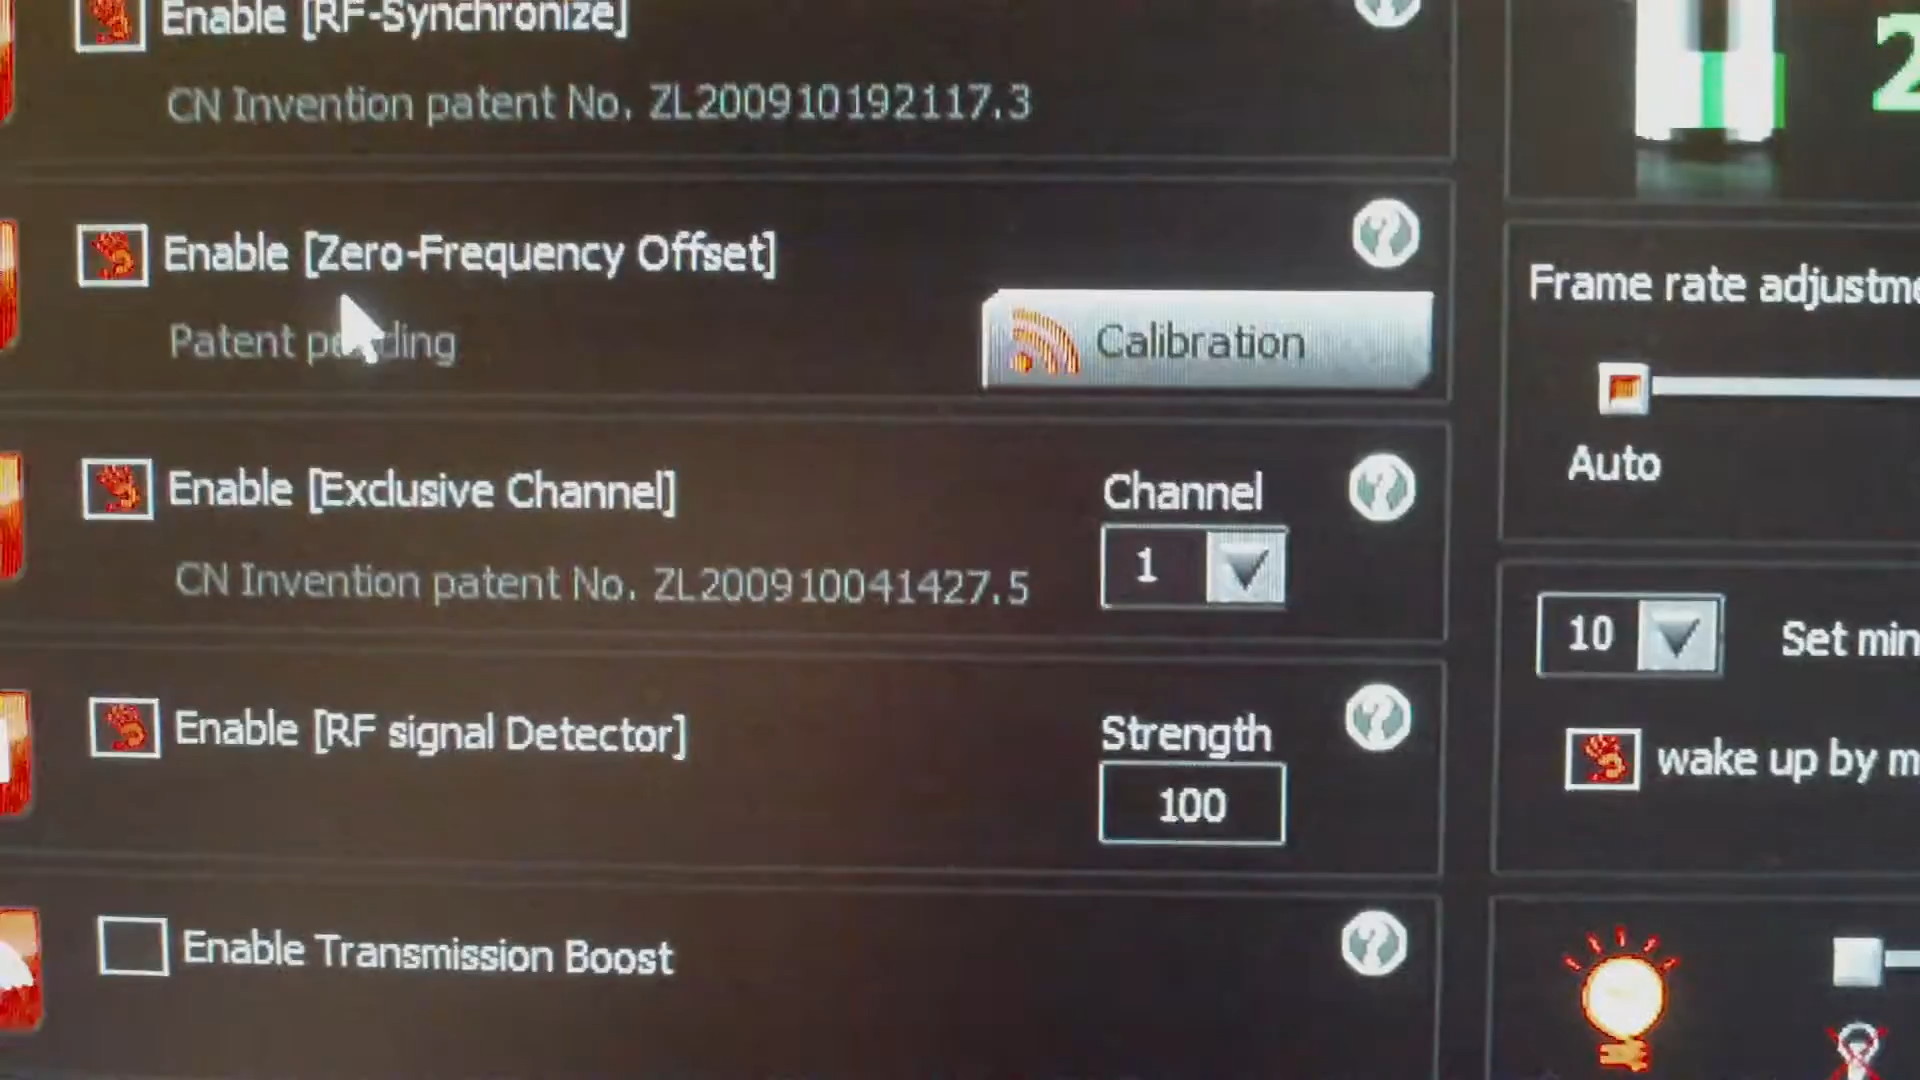 Enable [RF-Synchronize]
CN Invention patent No. ZL200910192117.3
Enable [Zero-Frequency Offset]
Patent pending
Calibration
Enable [Exclusive Channel]
Channel
1
CN Invention patent No. ZL200910041427.5
Enable [RF signal Detector]
Strength
100
Enable Transmission Boost
2
Frame rate adjustme
Auto
10
Set min
wake up by m